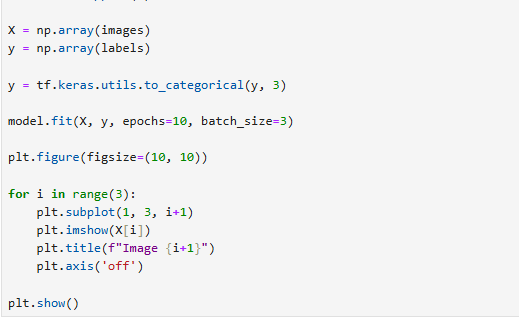 X = np.array(images)
y = np.array(labels)
y = tf.keras.utils.to_categorical(y, 3)
model.fit(X, y, epochs=10, batch_size=3)
plt.figure(figsize=(10, 10))
for i in range(3):
    plt.subplot(1, 3, i+1)
    plt.imshow(X[i])
    plt.title(f"Image {i+1}")
    plt.axis('off')
plt.show()